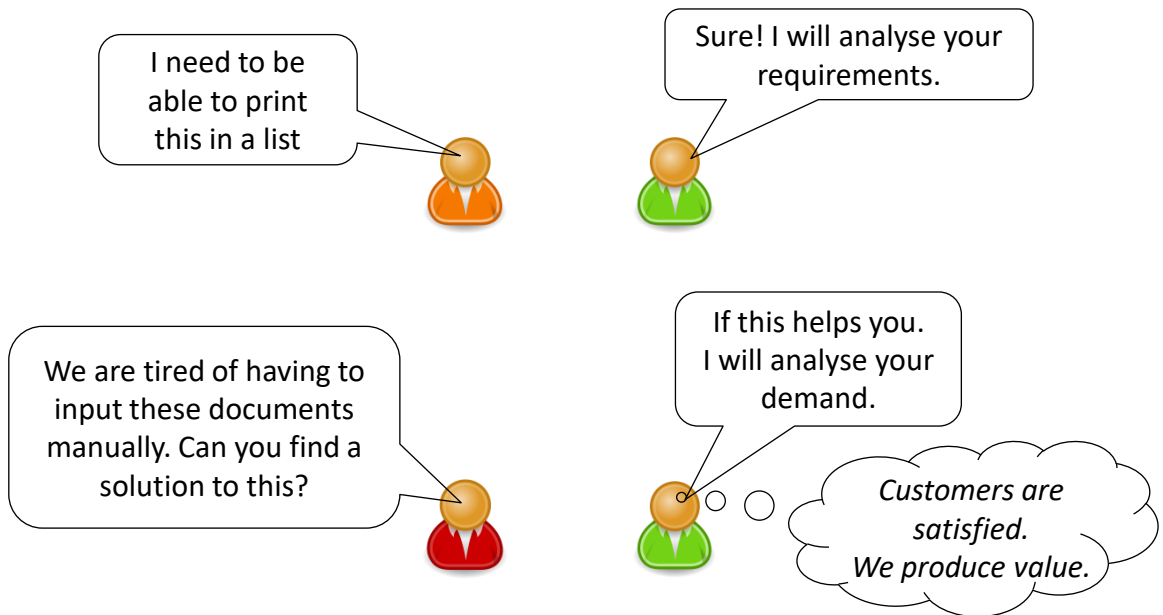 I need to be
able to print
this in a list
Sure! I will analyse your
requirements.
We are tired of having to
input these documents
manually. Can you find a
solution to this?
If this helps you.
I will analyse your
demand.
Customers are
satisfied.
We produce value.